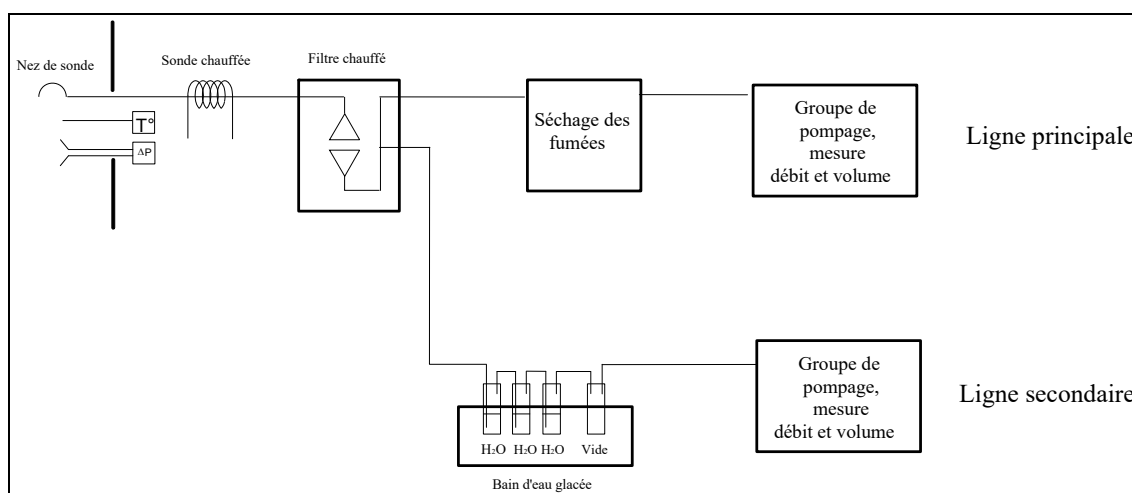 Nez de sonde
Sonde chauffée
Filtre chauffé
T°
ΔP
Séchage des
fumées
Groupe de
pompage,
mesure
débit et volume
Ligne principale
Groupe de
pompage,
mesure
débit et volume
Ligne secondaire
H₂O H₂O H₂O Vide
Bain d'eau glacée